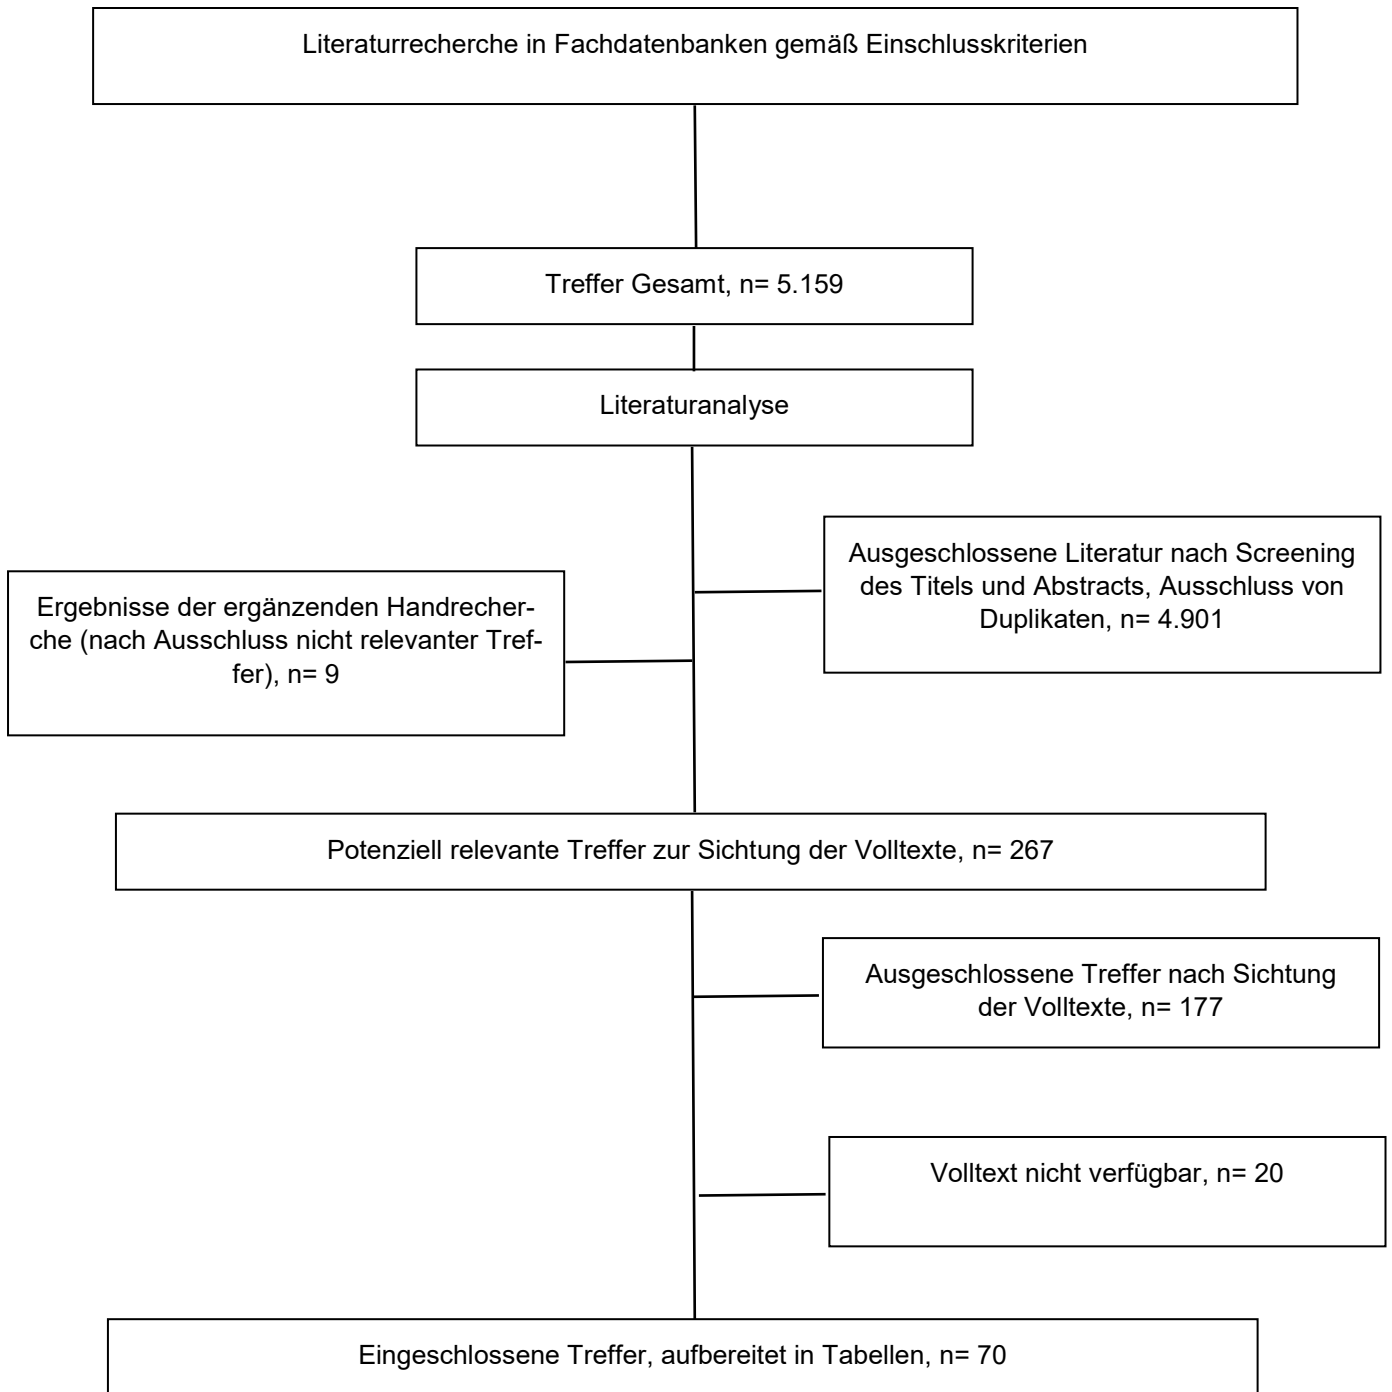 Literaturrecherche in Fachdatenbanken gemäß Einschlusskriterien
Treffer Gesamt, n= 5.159
Literaturanalyse
Ausgeschlossene Literatur nach Screening
des Titels und Abstracts, Ausschluss von
Duplikaten, n= 4.901
Ergebnisse der ergänzenden Handrecher-
che (nach Ausschluss nicht relevanter Tref-
fer), n= 9
Potenziell relevante Treffer zur Sichtung der Volltexte, n= 267
Ausgeschlossene Treffer nach Sichtung
der Volltexte, n= 177
Volltext nicht verfügbar, n= 20
Eingeschlossene Treffer, aufbereitet in Tabellen, n= 70